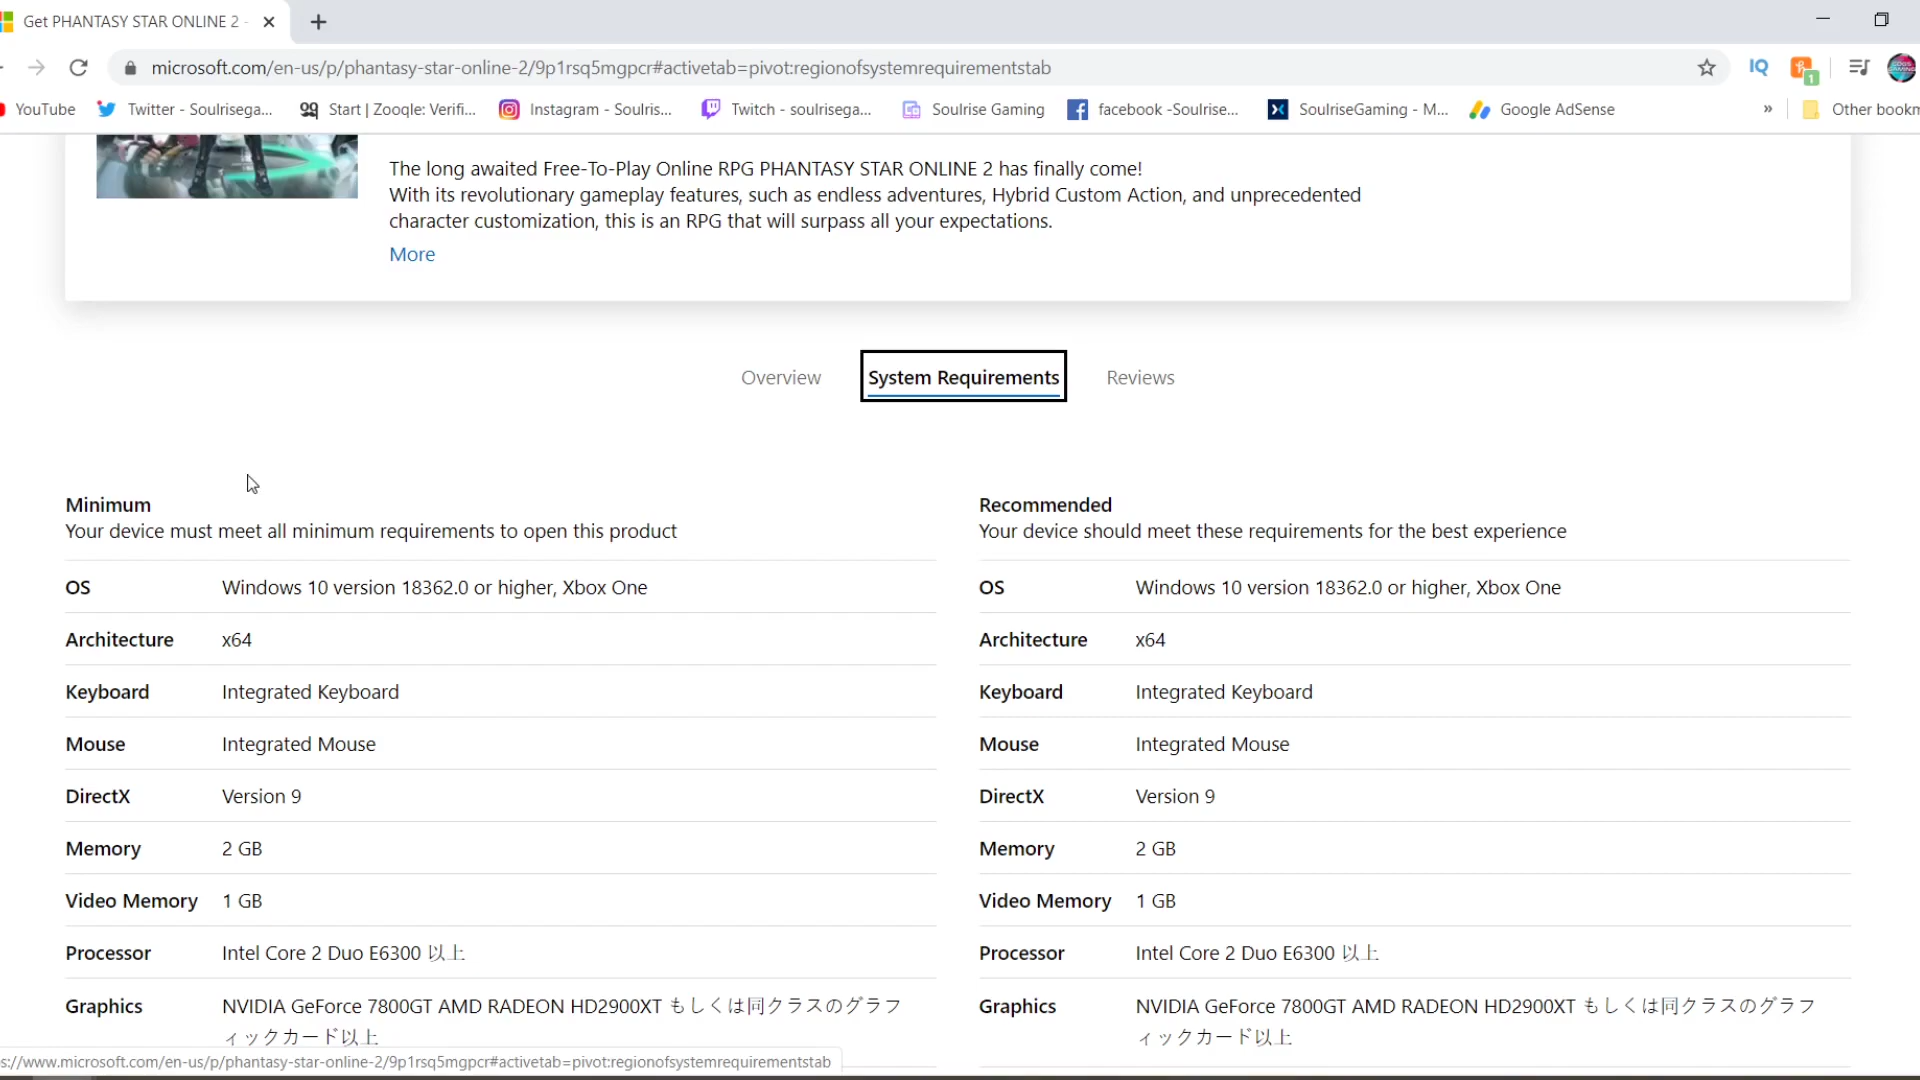 Get PHANTASY STAR ONLINE 2 -
microsoft.com/en-us/p/phantasy-star-online-2/9p1rsq5mgpcr#activetab=pivot:regionofsystemrequirementstab
IQ
1
YouTube
Twitter - Soulrisega...
Start | Zooqle: Verifi...
Instagram - Soulris...
Twitch - soulrisega...
Soulrise Gaming
facebook -Soulrise...
SoulriseGaming - M...
Google AdSense
»
Other bookm
The long awaited Free-To-Play Online RPG PHANTASY STAR ONLINE 2 has finally come!
With its revolutionary gameplay features, such as endless adventures, Hybrid Custom Action, and unprecedented
character customization, this is an RPG that will surpass all your expectations.
More
Overview
System Requirements
Reviews
Minimum
Your device must meet all minimum requirements to open this product
OS Windows 10 version 18362.0 or higher, Xbox One
Architecture x64
Keyboard Integrated Keyboard
Mouse Integrated Mouse
DirectX Version 9
Memory 2 GB
Video Memory 1 GB
Processor Intel Core 2 Duo E6300 以上
Graphics NVIDIA GeForce 7800GT AMD RADEON HD2900XT もしくは同クラスのグラフ
ィックカード以上
Recommended
Your device should meet these requirements for the best experience
OS Windows 10 version 18362.0 or higher, Xbox One
Architecture x64
Keyboard Integrated Keyboard
Mouse Integrated Mouse
DirectX Version 9
Memory 2 GB
Video Memory 1 GB
Processor Intel Core 2 Duo E6300 以上
Graphics NVIDIA GeForce 7800GT AMD RADEON HD2900XT もしくは同クラスのグラフ
ィックカード以上
s://www.microsoft.com/en-us/p/phantasy-star-online-2/9p1rsq5mgpcr#activetab=pivot:regionofsystemrequirementstab